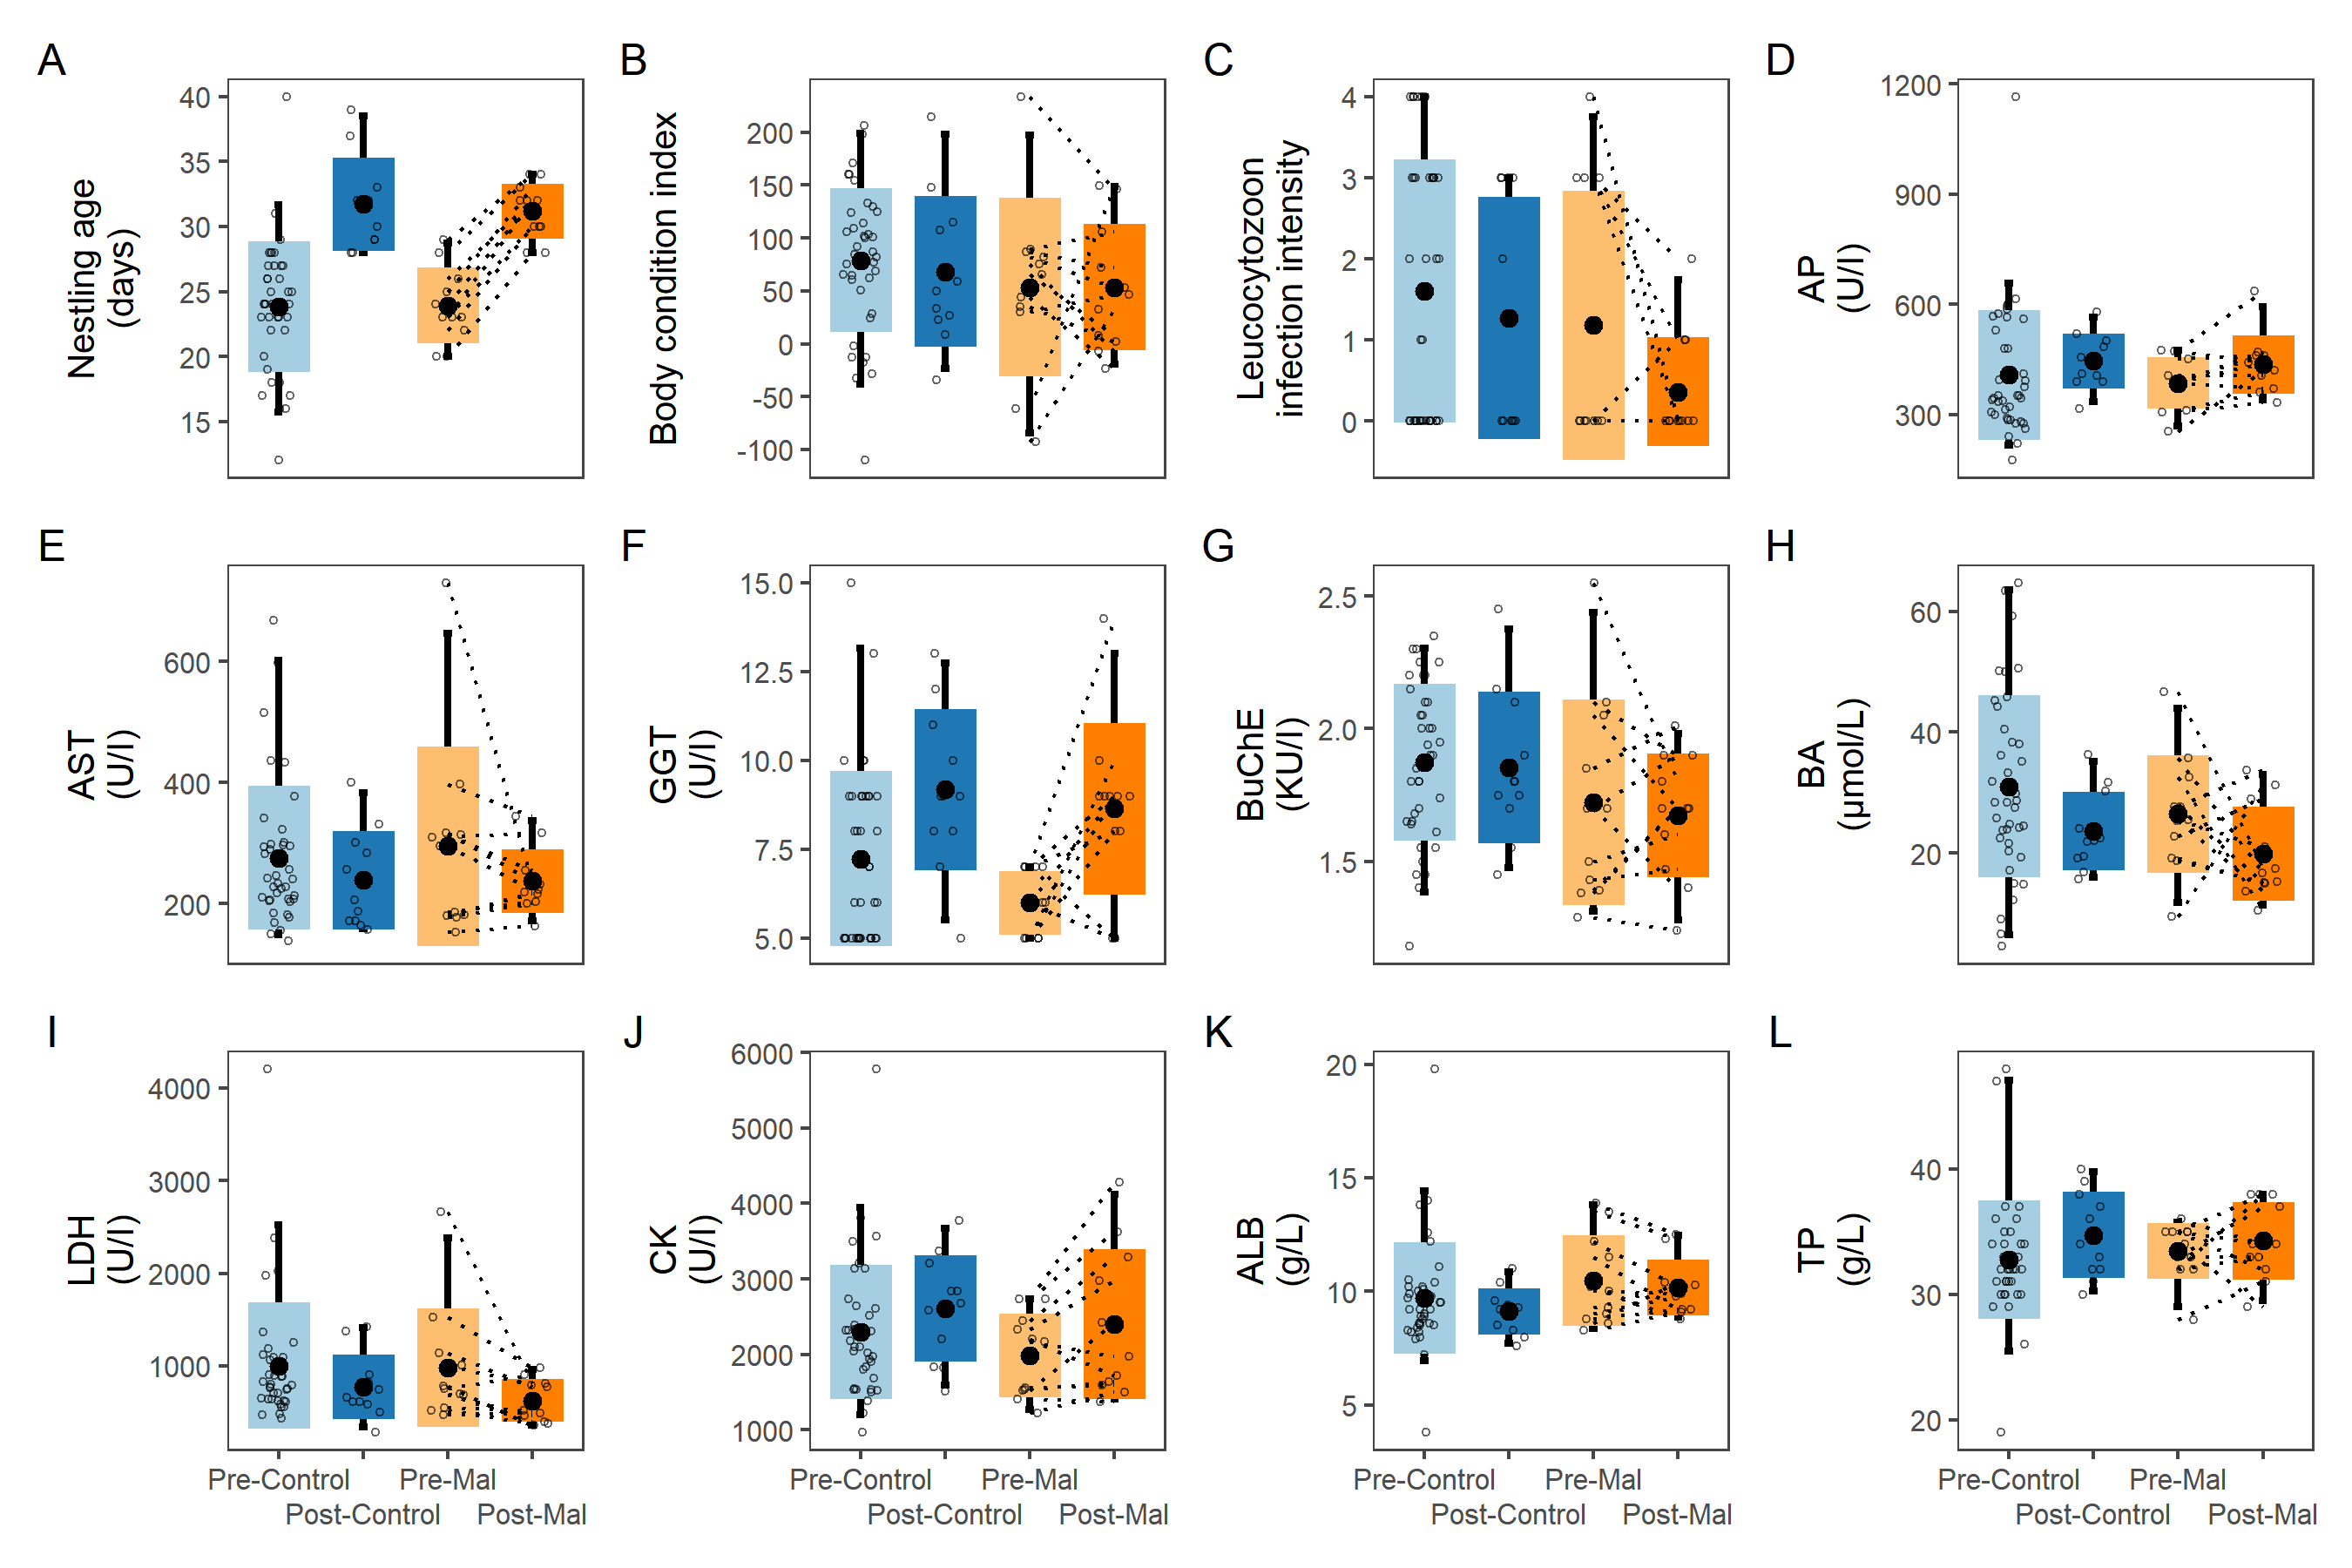 A
Nestling age
(days)
40
35
30
25
20
15
B
Body condition index
200
150
100
50
0
-50
-100
C
Leucocytozoon
infection intensity
4
3
2
1
0
D
AP
(U/l)
1200
900
600
300
E
AST
(U/l)
600
400
200
F
GGT
(U/l)
15.0
12.5
10.0
7.5
5.0
G
BuChE
(KU/l)
2.5
2.0
1.5
H
BA
(µmol/L)
60
40
20
I
LDH
(U/l)
4000
3000
2000
1000
Pre-Control Pre-Mal
Post-Control Post-Mal
J
CK
(U/l)
6000
5000
4000
3000
2000
1000
Pre-Control Pre-Mal
Post-Control Post-Mal
K
ALB
(g/L)
20
15
10
5
Pre-Control Pre-Mal
Post-Control Post-Mal
L
TP
(g/L)
40
30
20
Pre-Control Pre-Mal
Post-Control Post-Mal